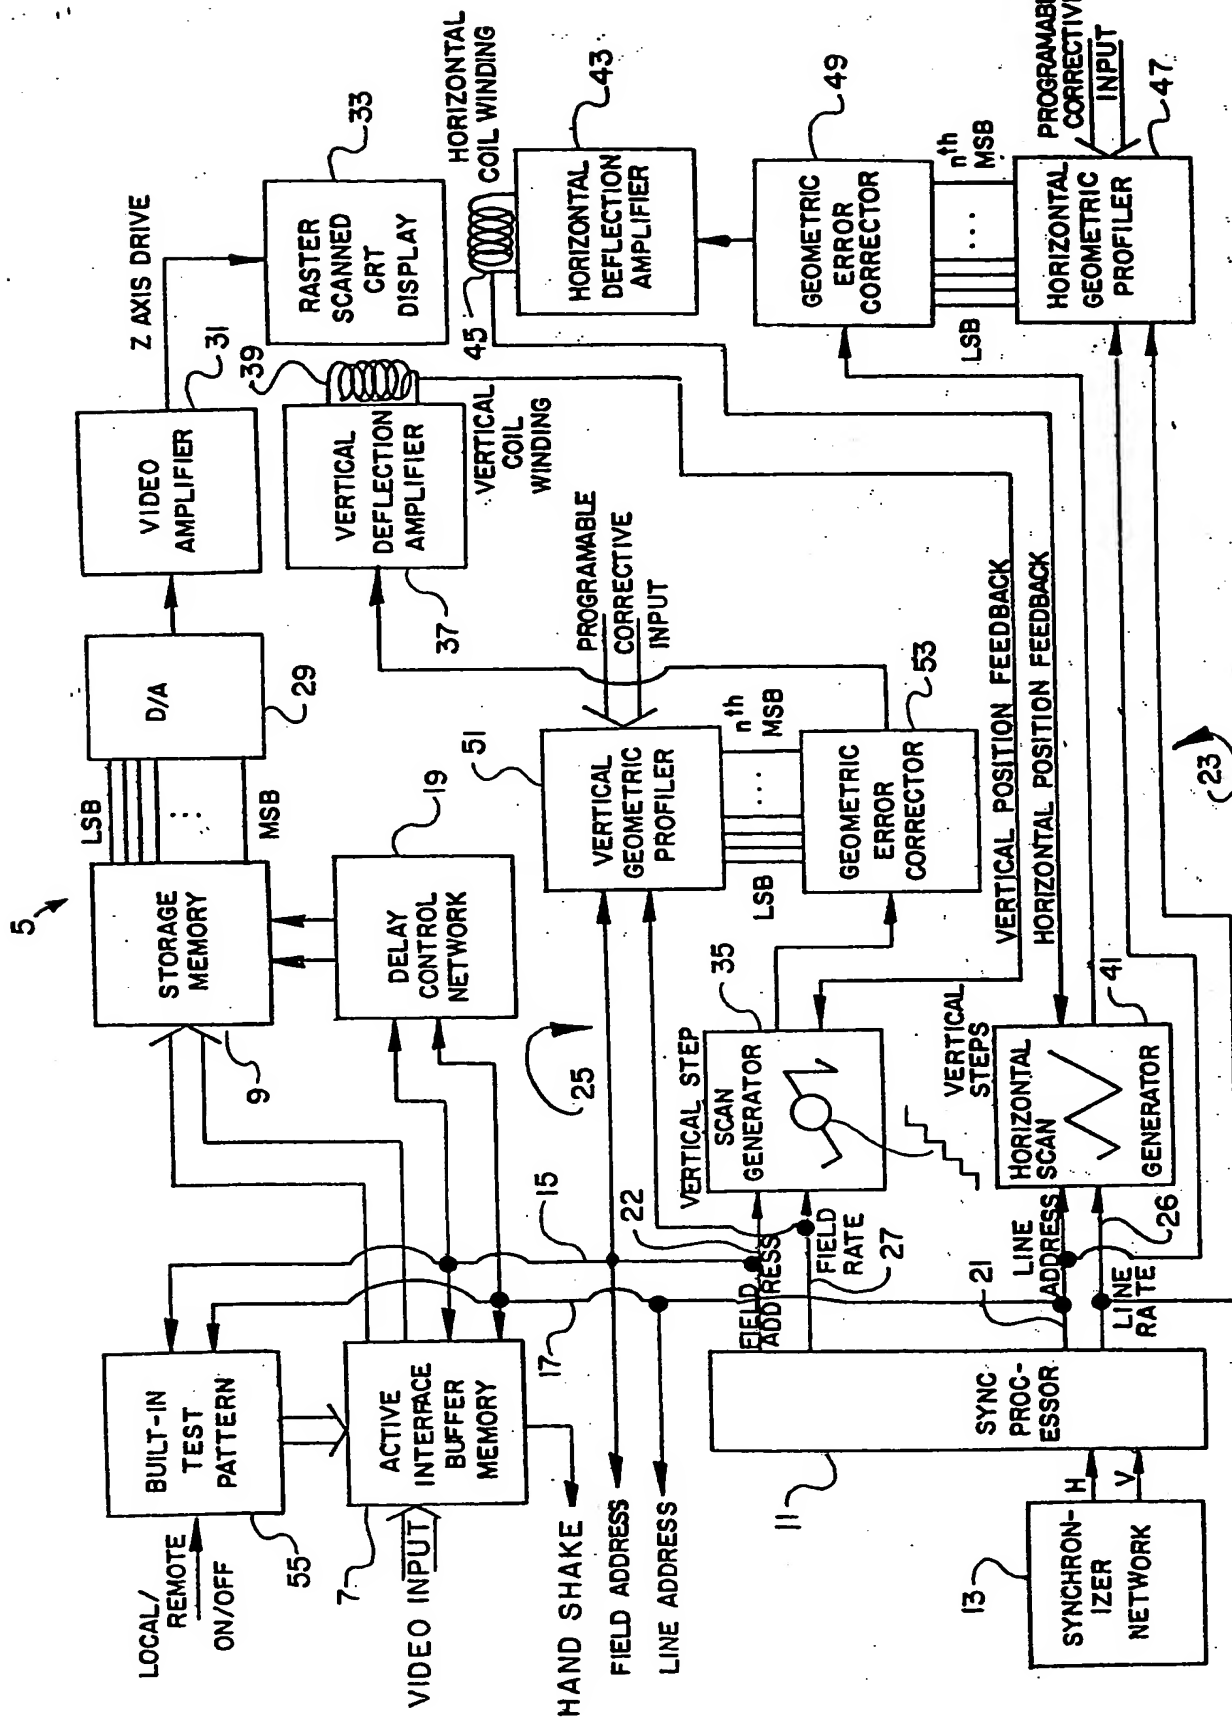 5
LOCAL/
REMOTE
ON/OFF
55
BUILT-IN
TEST
PATTERN
VIDEO INPUT
7
ACTIVE
INTERFACE
BUFFER
MEMORY
HAND SHAKE
FIELD ADDRESS
LINE ADDRESS
9
STORAGE
MEMORY
LSB
MSB
DELAY
CONTROL
NETWORK
19
D/A
29
VIDEO
AMPLIFIER
31
Z AXIS DRIVE
RASTER
SCANNED
CRT
DISPLAY
33
VERTICAL
DEFLECTION
AMPLIFIER
37
39
VERTICAL
COIL
WINDING
HORIZONTAL
COIL WINDING
45
HORIZONTAL
DEFLECTION
AMPLIFIER
43
15
17
25
VERTICAL
GEOMETRIC
PROFILER
51
PROGRAMABLE
CORRECTIVE
INPUT
LSB
nth
MSB
GEOMETRIC
ERROR
CORRECTOR
53
VERTICAL STEP
SCAN
GENERATOR
35
22
FIELD
ADDRESS
FIELD
RATE
27
VERTICAL
STEPS
VERTICAL POSITION FEEDBACK
HORIZONTAL POSITION FEEDBACK
GEOMETRIC
ERROR
CORRECTOR
49
LSB
nth
MSB
HORIZONTAL
GEOMETRIC
PROFILER
47
PROGRAMABLE
CORRECTIVE
INPUT
HORIZONTAL
SCAN
GENERATOR
41
LINE
ADDRESS
21
LINE
RATE
26
23
SYNC
PROC-
ESSOR
11
H
V
13
SYNCHRON-
IZER
NETWORK